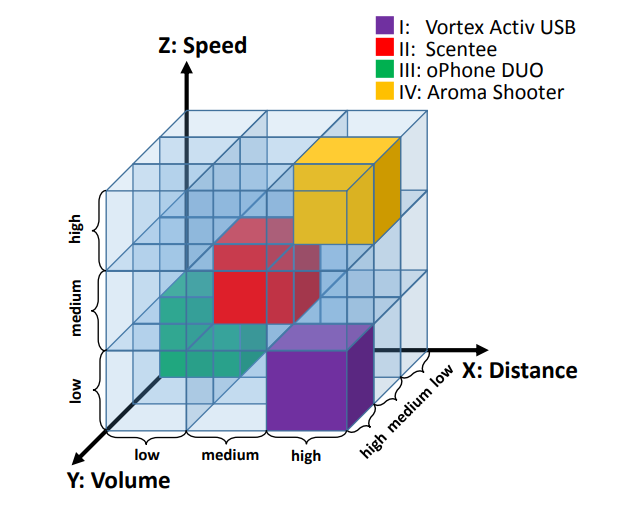 I: Vortex Activ USB
II: Scentee
III: oPhone DUO
IV: Aroma Shooter
Z: Speed
high
medium
low
X: Distance
high medium low
low medium high
Y: Volume